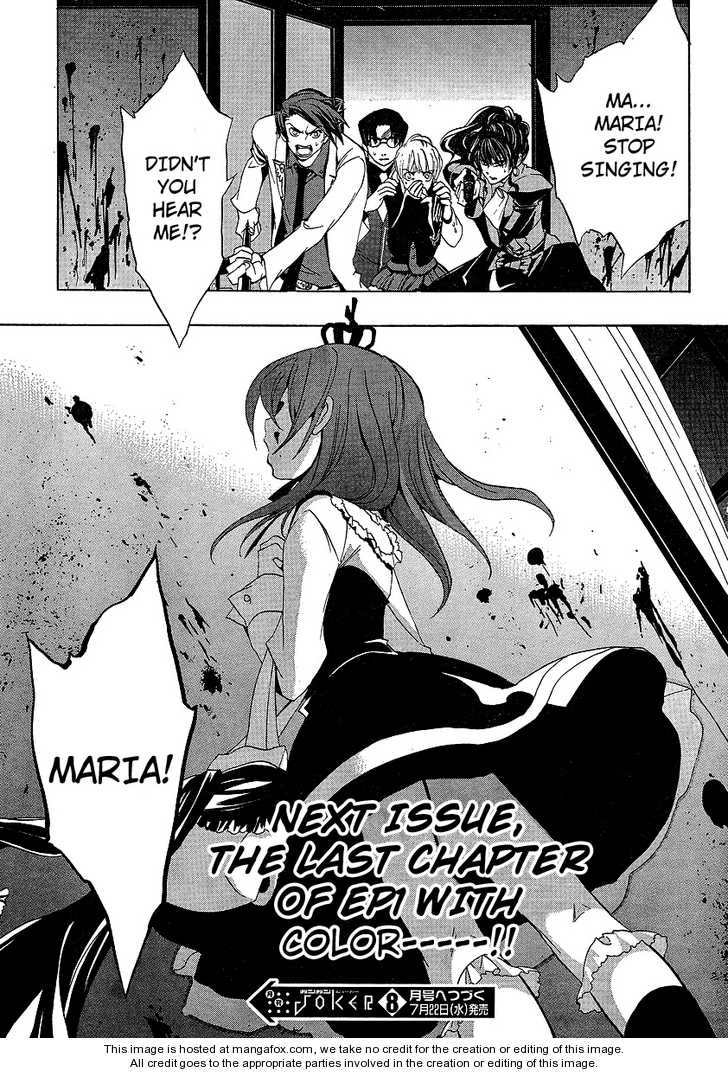 MA...
MARIA!
STOP
SINGING!
DIDN'T
YOU
HEAR
ME!?
MARIA!
NEXT ISSUE,
THE LAST CHAPTER
OF EP1 WITH
COLOR-----!!
JOKER 8 月号へつづく
7月22日(水)発売
This image is hosted at mangafox.com, we take no credit for the creation or editing of this image.
All credit goes to the appropriate parties involved in the creation or editing of this image.